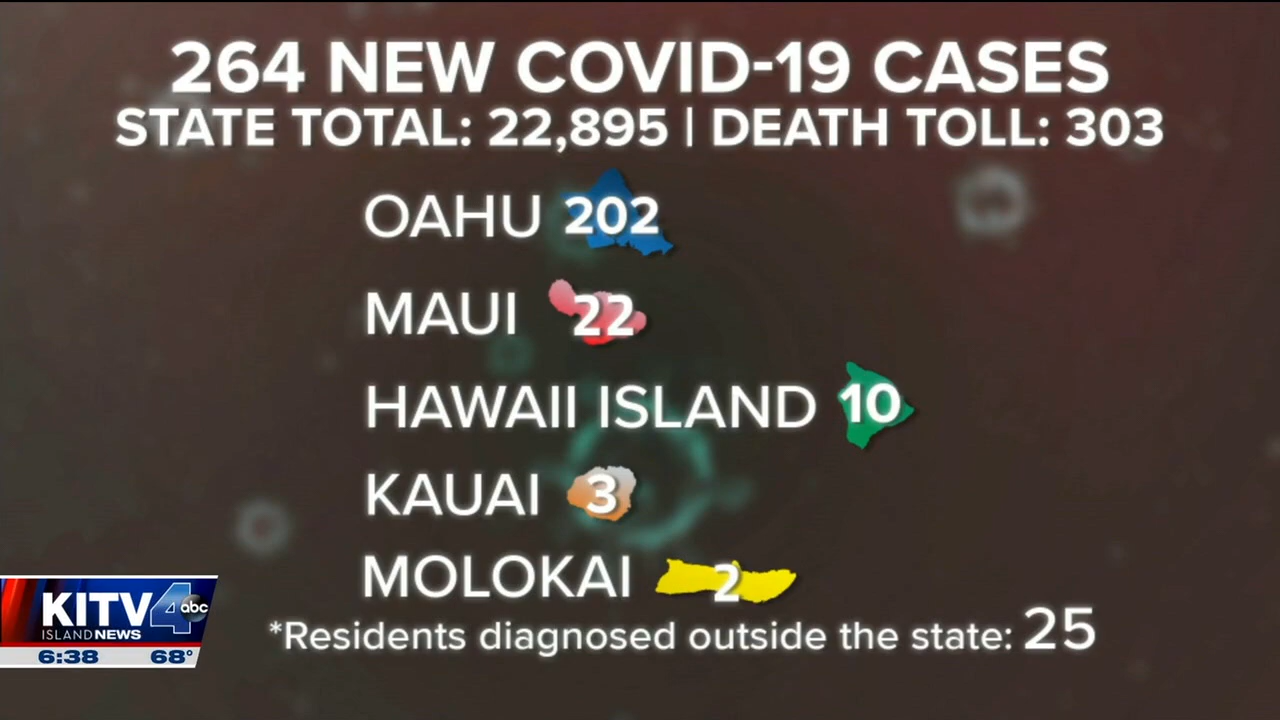 264 NEW COVID-19 CASES
STATE TOTAL: 22,895 | DEATH TOLL: 303
OAHU 202
MAUI 22
HAWAII ISLAND 10
KAUAI 3
MOLOKAI 2
*Residents diagnosed outside the state: 25
KITV 4 abc
ISLAND NEWS
6:38 68°